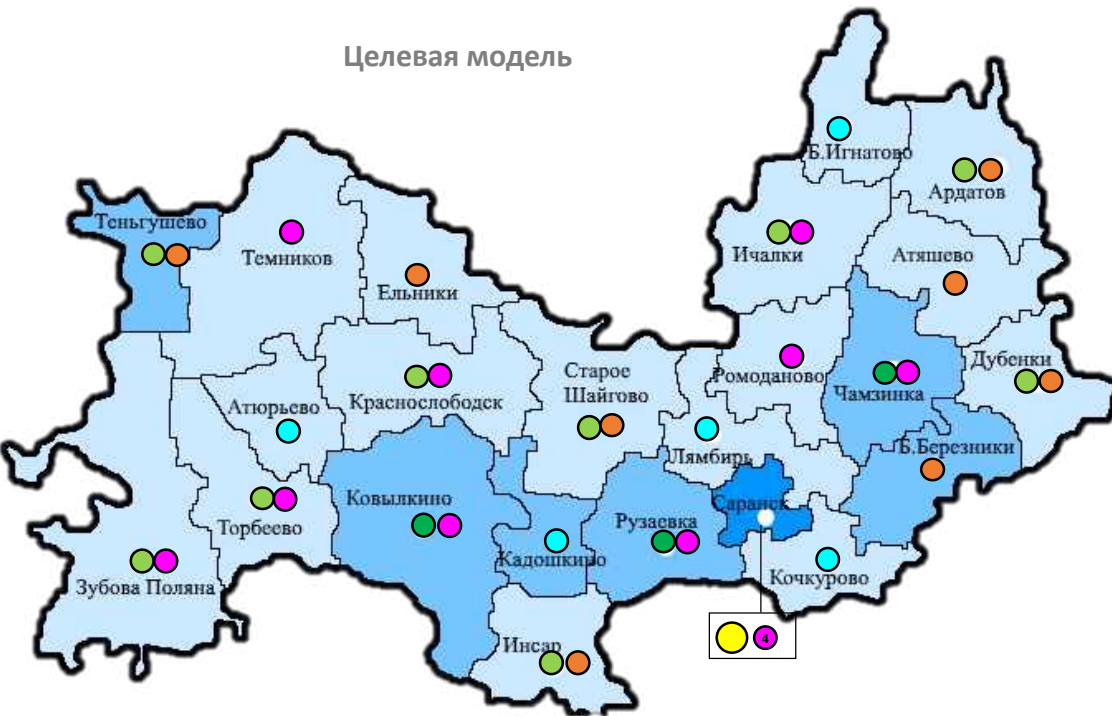 Целевая модель
Б.Игнатово
Ардатов
Теньгушево
Темников
Ичалки
Атяшево
Ельники
Дубенки
Старое
Шайгово
Ромоданово
Чамзинка
Атюрьево
Краснослободск
Лямбирь
Б.Березники
Ковылкино
Саранск
Торбеево
Рузаевка
Кадошкино
Кочкурово
Зубова Поляна
4
Инсар